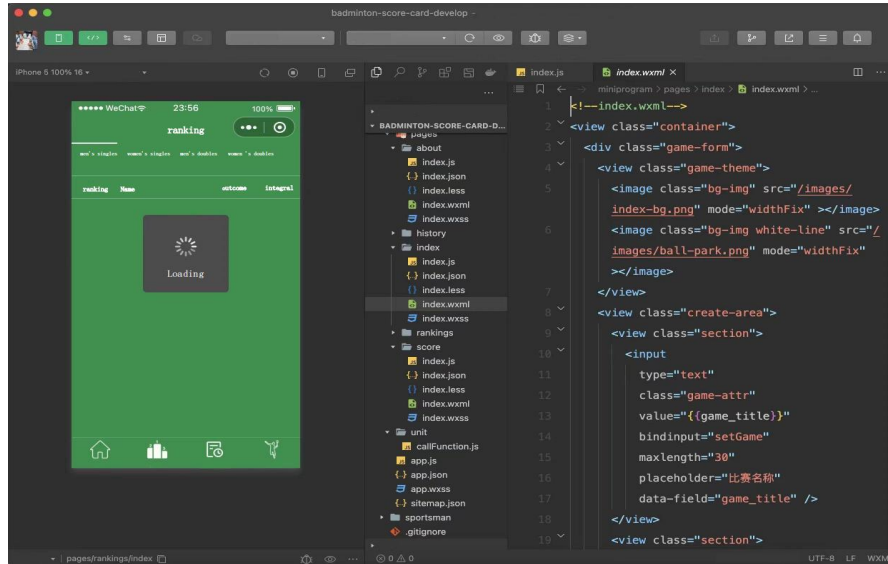 badminton-score-card-develop –
iPhone 5 100% 16
WeChat
23:56
100%
ranking
men's singles women's singles men's doubles women's doubles
ranking Name outcome integral
Loading
pages/rankings/index
BADMINTON-SCORE-CARD-D...
pages
about
index.js
index.json
index.less
index.wxml
index.wxss
history
index
index.js
index.json
index.less
index.wxml
index.wxss
rankings
score
index.js
index.json
index.less
index.wxml
index.wxss
unit
callFunction.js
app.js
app.json
app.wxss
sitemap.json
sportsman
.gitignore
0 0
index.js index.wxml
miniprogram > pages > index > index.wxml > ...
1 <!--index.wxml-->
2 <view class="container">
3 <div class="game-form">
4 <view class="game-theme">
5 <image class="bg-img" src="/images/
index-bg.png" mode="widthFix" ></image>
6 <image class="bg-img white-line" src="/
images/ball-park.png" mode="widthFix"
></image>
7 </view>
8 <view class="create-area">
9 <view class="section">
10 <input
11 type="text"
12 class="game-attr"
13 value="{{game_title}}"
14 bindinput="setGame"
15 maxlength="30"
16 placeholder="比赛名称"
17 data-field="game_title" />
18 </view>
19 <view class="section">
UTF-8 LF WXM